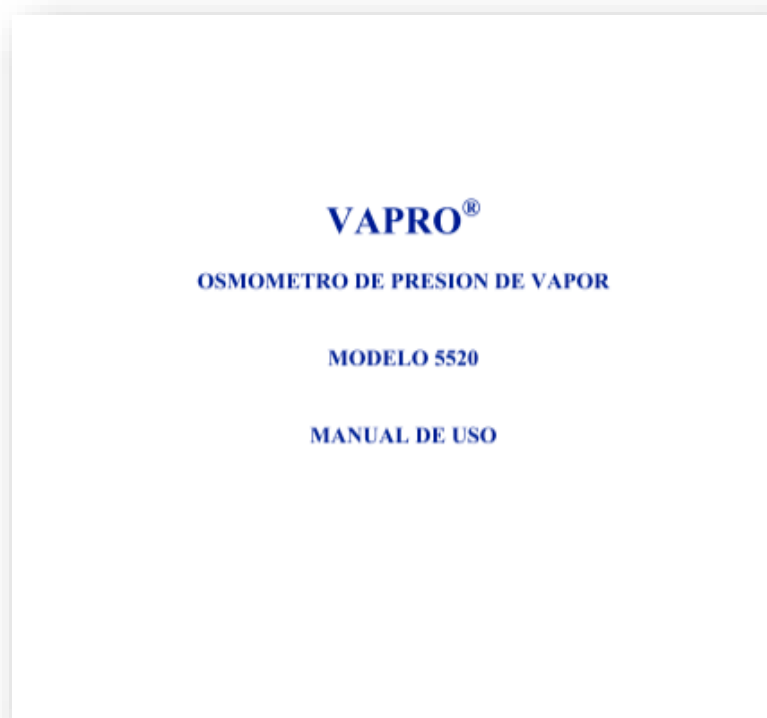 VAPRO®
OSMOMETRO DE PRESION DE VAPOR
MODELO 5520
MANUAL DE USO